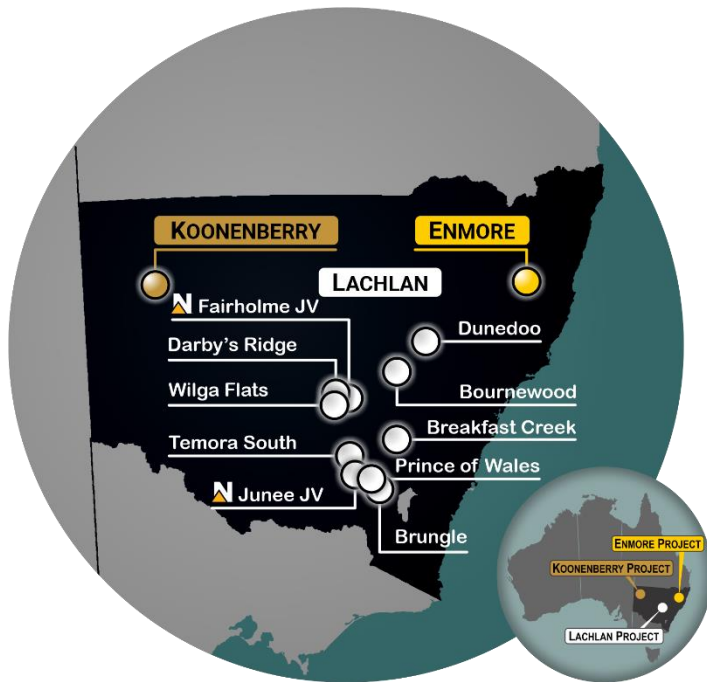 KOONENBERRY
ENMORE
LACHLAN
N Fairholme JV
Darby's Ridge
Dunedoo
Wilga Flats
Bournewood
Temora South
Breakfast Creek
Prince of Wales
N Junee JV
Brungle
ENMORE PROJECT
KOONENBERRY PROJECT
LACHLAN PROJECT